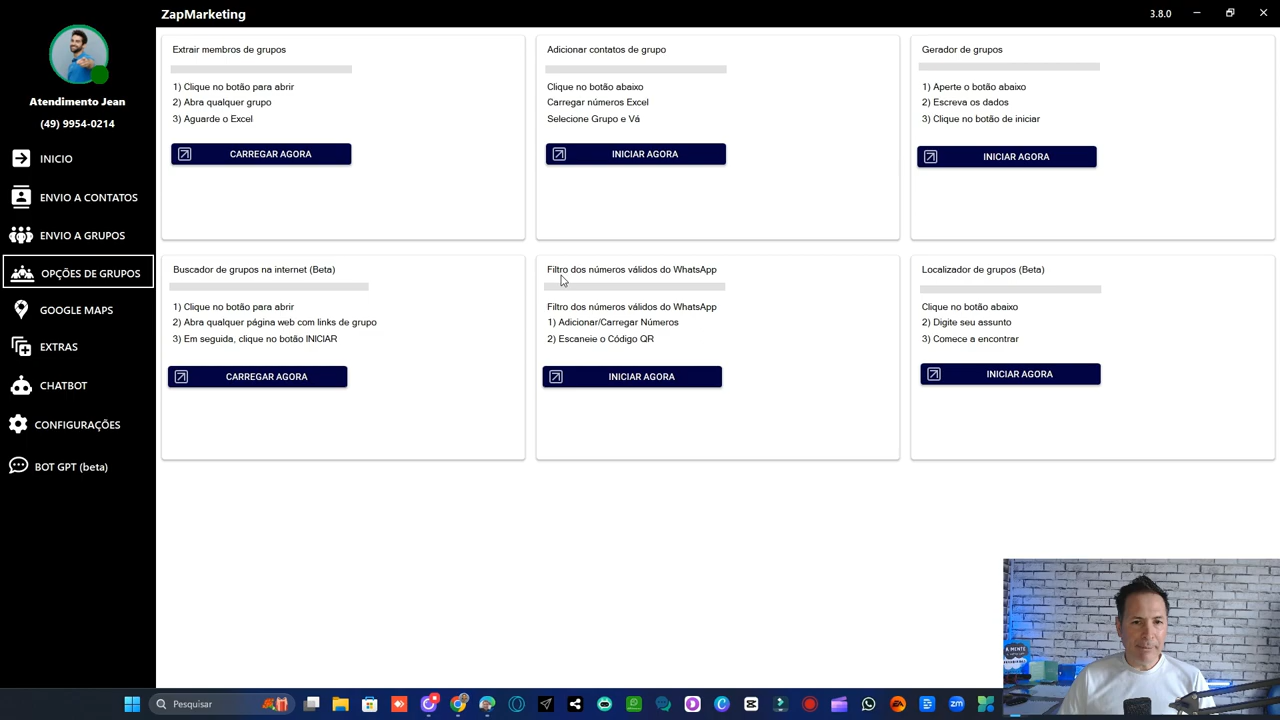 ZapMarketing
3.8.0
Atendimento Jean
(49) 9954-0214
INICIO
ENVIO A CONTATOS
ENVIO A GRUPOS
OPÇÕES DE GRUPOS
GOOGLE MAPS
EXTRAS
CHATBOT
CONFIGURAÇÕES
BOT GPT (beta)
Extrair membros de grupos
1) Clique no botão para abrir
2) Abra qualquer grupo
3) Aguarde o Excel
CARREGAR AGORA
Adicionar contatos de grupo
Clique no botão abaixo
Carregar números Excel
Selecione Grupo e Vá
INICIAR AGORA
Gerador de grupos
1) Aperte o botão abaixo
2) Escreva os dados
3) Clique no botão de iniciar
INICIAR AGORA
Buscador de grupos na internet (Beta)
1) Clique no botão para abrir
2) Abra qualquer página web com links de grupo
3) Em seguida, clique no botão INICIAR
CARREGAR AGORA
Filtro dos números válidos do WhatsApp
Filtro dos números válidos do WhatsApp
1) Adicionar/Carregar Números
2) Escaneie o Código QR
INICIAR AGORA
Localizador de grupos (Beta)
Clique no botão abaixo
2) Digite seu assunto
3) Comece a encontrar
INICIAR AGORA
A MENTE
Pesquisar
zm